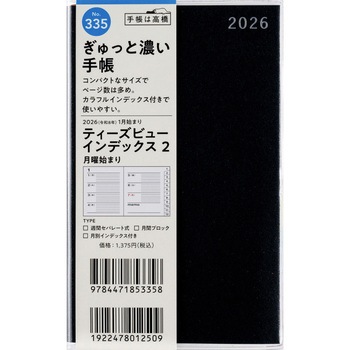 No.
335
手帳は高橋
2026
ぎゅっと濃い
手帳
コンパクトなサイズで
ページ数は多め。
カラフルインデックス付きで
使いやすい。
2026(令和8年)1月始まり
ティーズビュー
インデックス 2
月曜始まり
TYPE
週間セパレート式 月間ブロック
月別インデックス付き
価格:1,375円(税込)
9784471853358
1922478012509